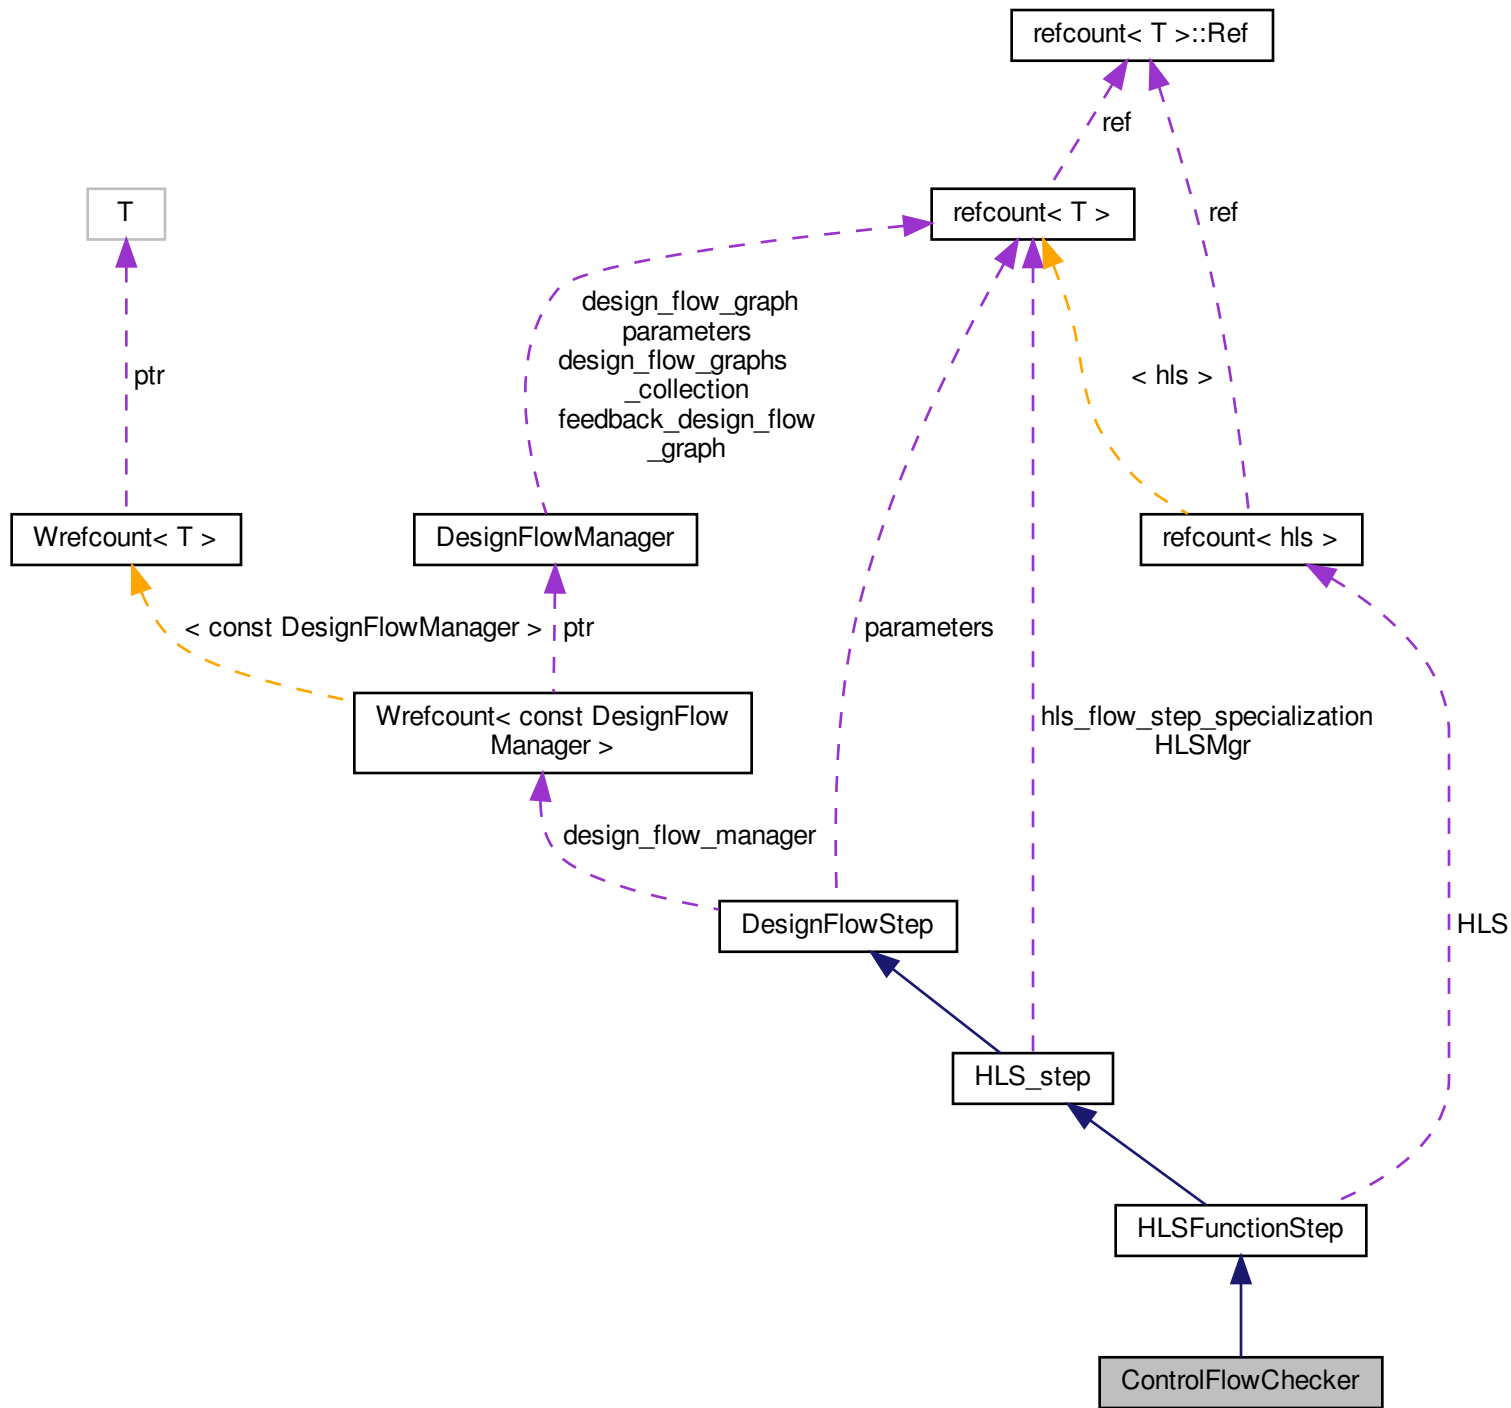 refcount< T >::Ref
ref
T
refcount< T >
ref
design_flow_graph
parameters
design_flow_graphs
_collection
feedback_design_flow
_graph
ptr
< hls >
Wrefcount< T >
DesignFlowManager
refcount< hls >
< const DesignFlowManager >
ptr
parameters
Wrefcount< const DesignFlow
Manager >
hls_flow_step_specialization
HLSMgr
design_flow_manager
DesignFlowStep
HLS
HLS_step
HLSFunctionStep
ControlFlowChecker